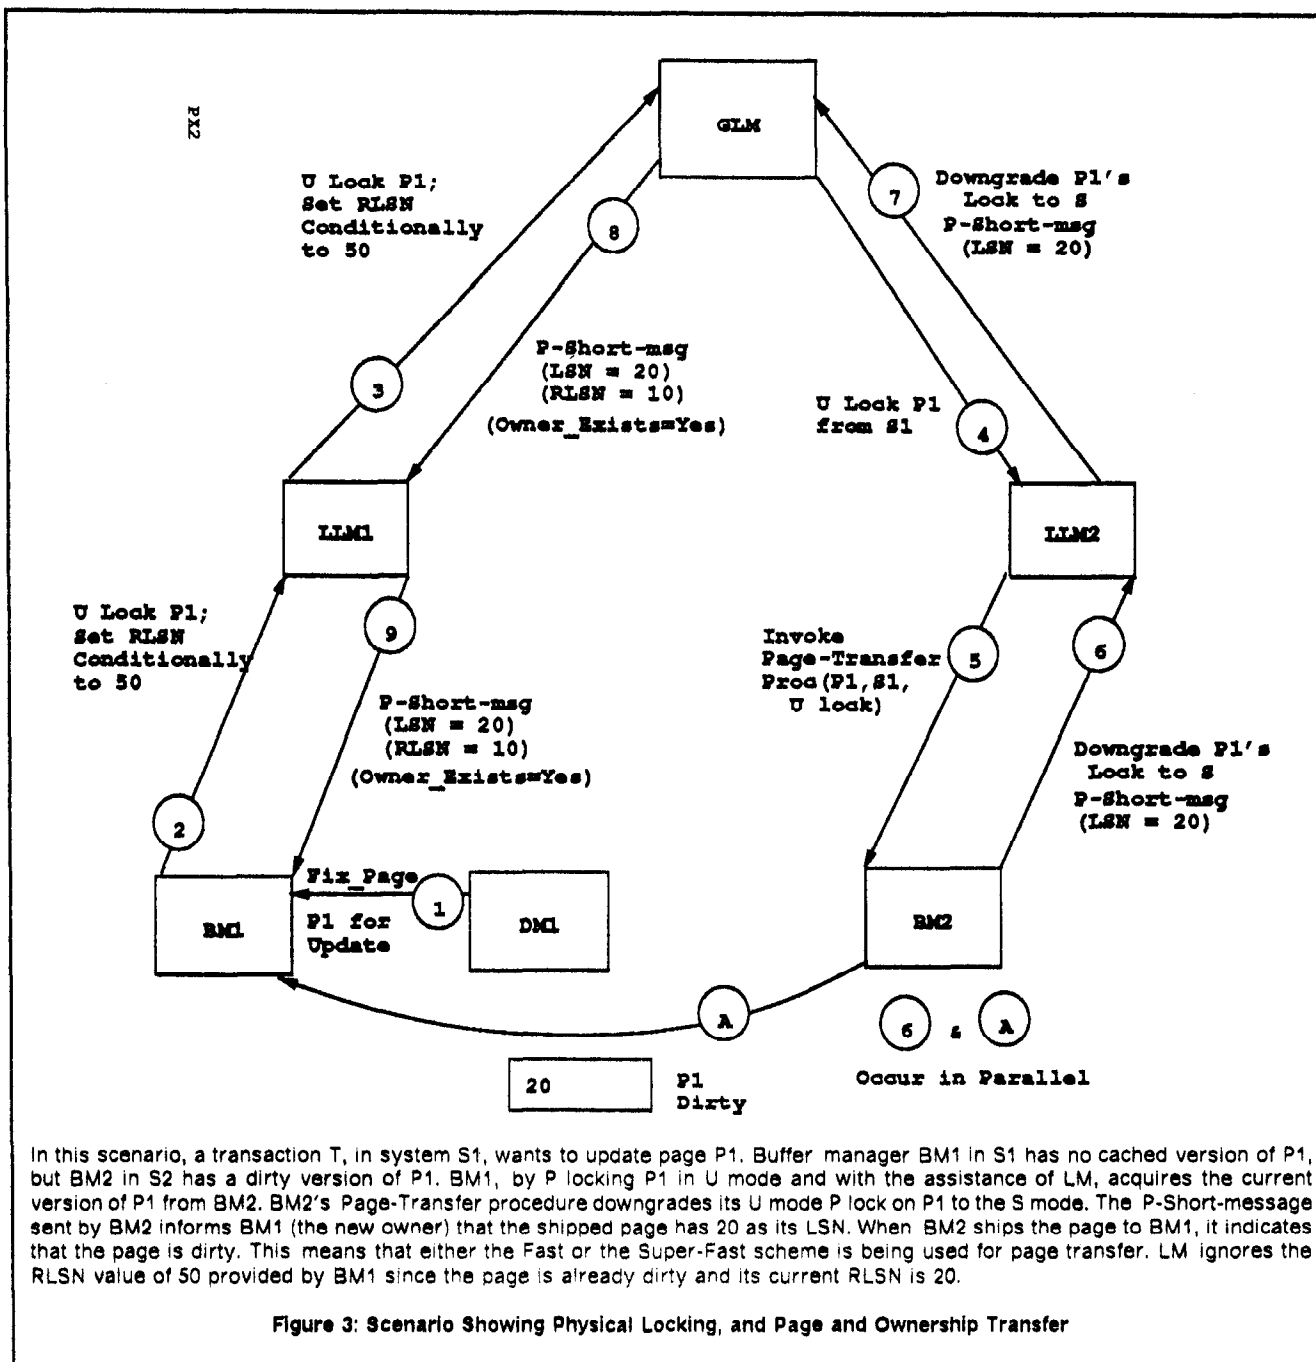 PX2
GLM
U Lock P1;
Set RLSN
Conditionally
to 50
8
7
Downgrade P1's
Lock to S
P-Short-msg
(LSN = 20)
3
P-Short-msg
(LSN = 20)
(RLSN = 10)
(Owner_Exists=Yes)
U Lock P1
from S1
4
LLM1
LLM2
U Lock P1;
Set RLSN
Conditionally
to 50
9
Invoke
Page-Transfer
Proc(P1,S1,
U lock)
5
6
P-Short-msg
(LSN = 20)
(RLSN = 10)
(Owner_Exists=Yes)
Downgrade P1's
Lock to S
P-Short-msg
(LSN = 20)
2
Fix_Page
1
P1 for
Update
BM1
DM1
BM2
A
6 & A
Occur in Parallel
20
P1
Dirty
In this scenario, a transaction T, in system S1, wants to update page P1. Buffer manager BM1 in S1 has no cached version of P1,
but BM2 in S2 has a dirty version of P1. BM1, by P locking P1 in U mode and with the assistance of LM, acquires the current
version of P1 from BM2. BM2's Page-Transfer procedure downgrades its U mode P lock on P1 to the S mode. The P-Short-message
sent by BM2 informs BM1 (the new owner) that the shipped page has 20 as its LSN. When BM2 ships the page to BM1, it indicates
that the page is dirty. This means that either the Fast or the Super-Fast scheme is being used for page transfer. LM ignores the
RLSN value of 50 provided by BM1 since the page is already dirty and its current RLSN is 20.
Figure 3: Scenario Showing Physical Locking, and Page and Ownership Transfer